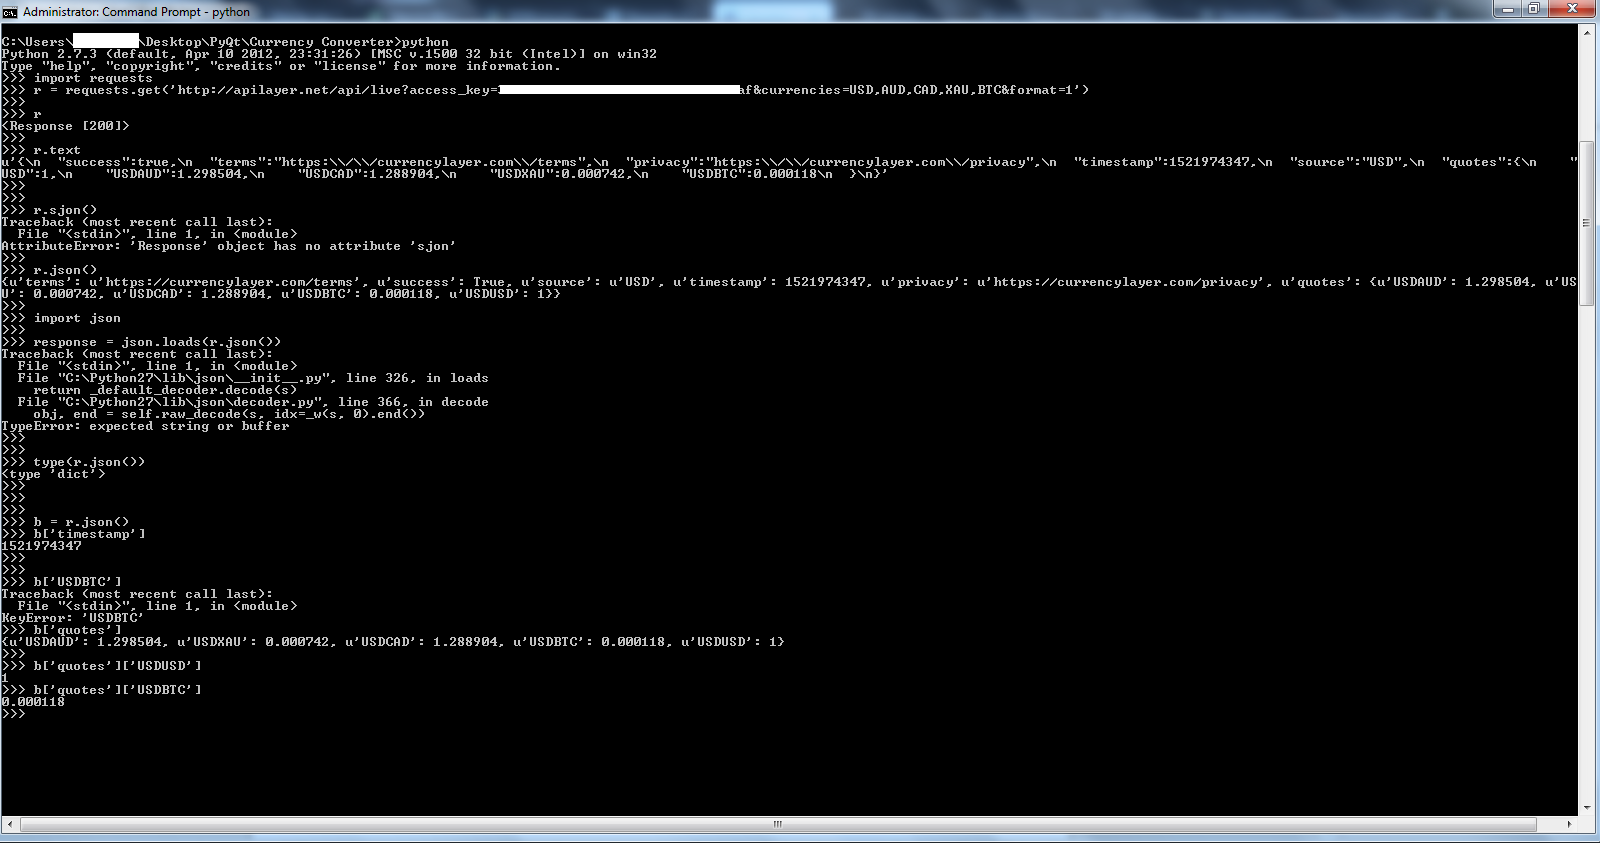 Administrator: Command Prompt - python
C:\Users\ \Desktop\PyQt\Currency Converter>python
Python 2.7.3 (default, Apr 10 2012, 23:31:26) [MSC v.1500 32 bit (Intel)] on win32
Type "help", "copyright", "credits" or "license" for more information.
>>> import requests
>>> r = requests.get('http://apilayer.net/api/live?access_key= af&currencies=USD,AUD,CAD,XAU,BTC&format=1')
>>>
>>> r
<Response [200]>
>>>
>>> r.text
u'{\n  "success":true,\n  "terms":"https:\\/\\/currencylayer.com\\/terms",\n  "privacy":"https:\\/\\/currencylayer.com\\/privacy",\n  "timestamp":1521974347,\n  "source":"USD",\n  "quotes":{\n    "
USD":1,\n    "USDAUD":1.298504,\n    "USDCAD":1.288904,\n    "USDXAU":0.000742,\n    "USDBTC":0.000118\n  }\n}'
>>>
>>>
>>> r.sjon()
Traceback (most recent call last):
  File "<stdin>", line 1, in <module>
AttributeError: 'Response' object has no attribute 'sjon'
>>>
>>> r.json()
{u'terms': u'https://currencylayer.com/terms', u'success': True, u'source': u'USD', u'timestamp': 1521974347, u'privacy': u'https://currencylayer.com/privacy', u'quotes': {u'USDAUD': 1.298504, u'US
U': 0.000742, u'USDCAD': 1.288904, u'USDBTC': 0.000118, u'USDUSD': 1}}
>>>
>>> import json
>>>
>>> response = json.loads(r.json())
Traceback (most recent call last):
  File "<stdin>", line 1, in <module>
  File "C:\Python27\lib\json\__init__.py", line 326, in loads
    return _default_decoder.decode(s)
  File "C:\Python27\lib\json\decoder.py", line 366, in decode
    obj, end = self.raw_decode(s, idx=_w(s, 0).end())
TypeError: expected string or buffer
>>>
>>>
>>> type(r.json())
<type 'dict'>
>>>
>>>
>>>
>>> b = r.json()
>>> b['timestamp']
1521974347
>>>
>>>
>>> b['USDBTC']
Traceback (most recent call last):
  File "<stdin>", line 1, in <module>
KeyError: 'USDBTC'
>>> b['quotes']
{u'USDAUD': 1.298504, u'USDXAU': 0.000742, u'USDCAD': 1.288904, u'USDBTC': 0.000118, u'USDUSD': 1}
>>>
>>> b['quotes']['USDUSD']
1
>>> b['quotes']['USDBTC']
0.000118
>>>